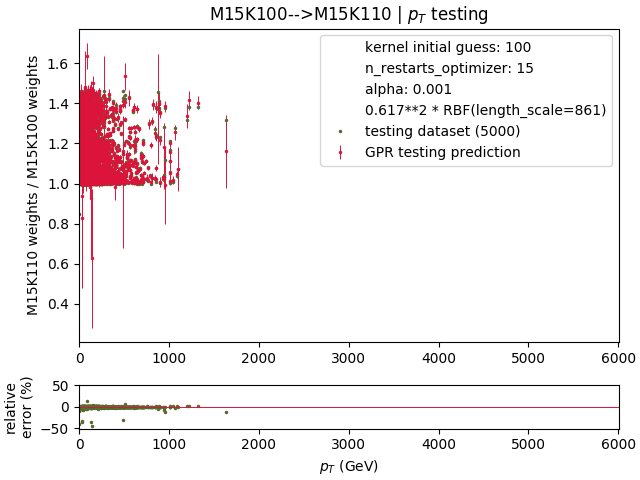 M15K100-->M15K110 | p_T testing
M15K110 weights / M15K100 weights
1.6
1.4
1.2
1.0
0.8
0.6
0.4
kernel initial guess: 100
n_restarts_optimizer: 15
alpha: 0.001
0.617**2 * RBF(length_scale=861)
testing dataset (5000)
GPR testing prediction
0 1000 2000 3000 4000 5000 6000
relative
error (%)
50
0
−50
0 1000 2000 3000 4000 5000 6000
p_T (GeV)